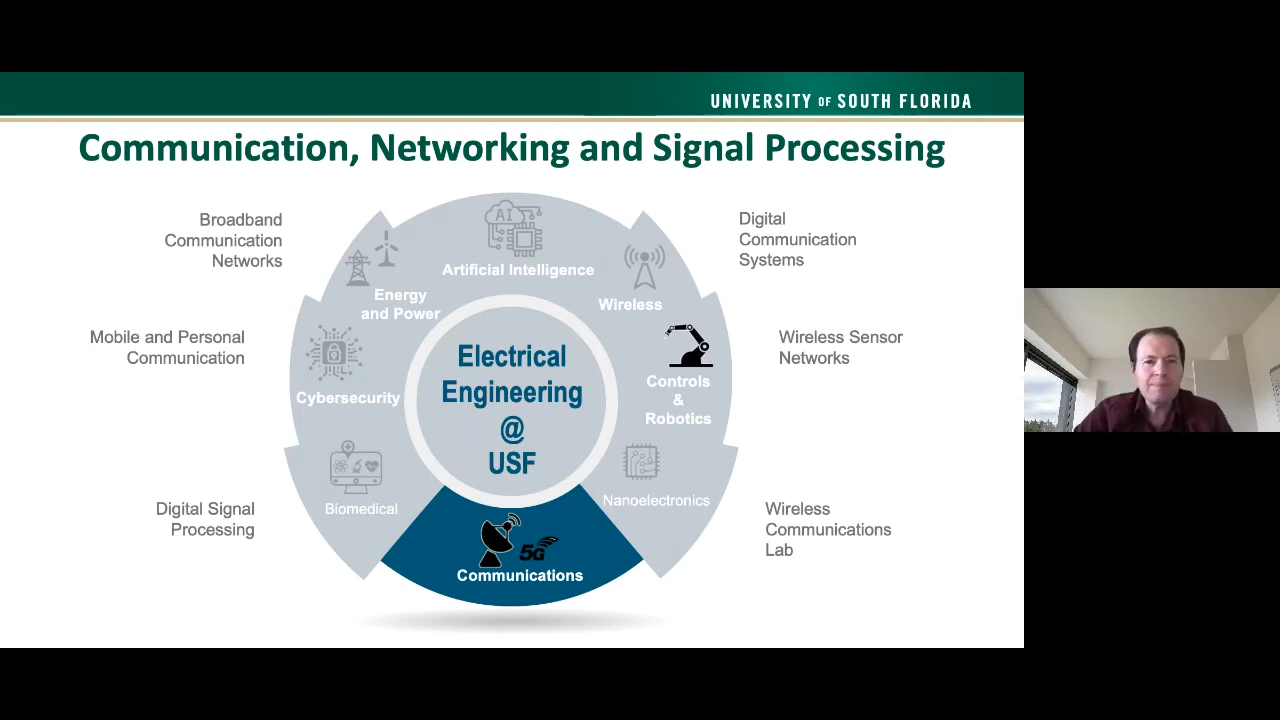 UNIVERSITY OF SOUTH FLORIDA
Communication, Networking and Signal Processing
Broadband
Communication
Networks
Mobile and Personal
Communication
Digital Signal
Processing
AI
Artificial Intelligence
Energy
and Power
Wireless
Cybersecurity
Controls
&
Robotics
Biomedical
Nanoelectronics
Electrical
Engineering
@
USF
5G
Communications
Digital
Communication
Systems
Wireless Sensor
Networks
Wireless
Communications
Lab